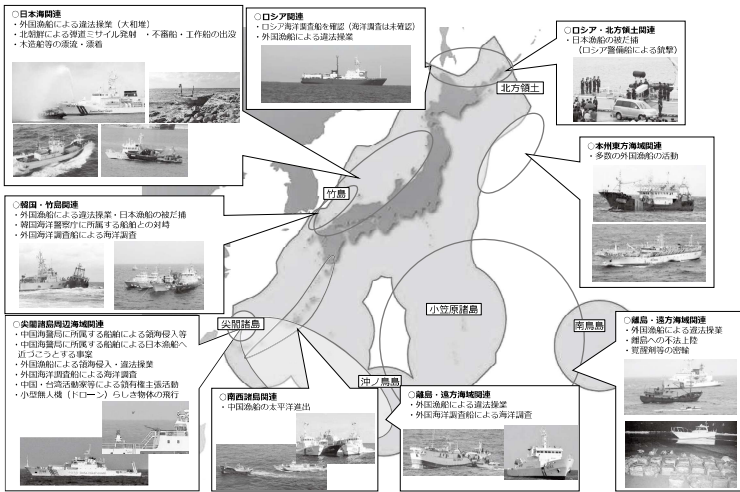 ○日本海関連
・外国漁船による違法操業（大和堆）
・北朝鮮による弾道ミサイル発射　・不審船・工作船の出没
・木造船等の漂流・漂着
○ロシア関連
・ロシア海洋調査船を確認（海洋調査は未確認）
・外国漁船による違法操業
○ロシア・北方領土関連
・日本漁船の被だ捕
（ロシア警備船による銃撃）
北方領土
○本州東方海域関連
・多数の外国漁船の活動
竹島
○韓国・竹島関連
・外国漁船による違法操業・日本漁船の被だ捕
・韓国海洋警察庁に所属する船舶との対峙
・外国海洋調査船による海洋調査
小笠原諸島
南鳥島
尖閣諸島
沖ノ鳥島
○尖閣諸島周辺海域関連
・中国海警局に所属する船舶による領海侵入等
・中国海警局に所属する船舶による日本漁船へ
近づこうとする事案
・外国漁船による領海侵入・違法操業
・外国海洋調査船による海洋調査
・中国・台湾活動家等による領有権主張活動
・小型無人機（ドローン）らしき物体の飛行
○南西諸島関連
・中国漁船の太平洋進出
○離島・遠方海域関連
・外国漁船による違法操業
・外国海洋調査船による海洋調査
○離島・遠方海域関連
・外国漁船による違法操業
・離島への不法上陸
・覚醒剤等の密輸